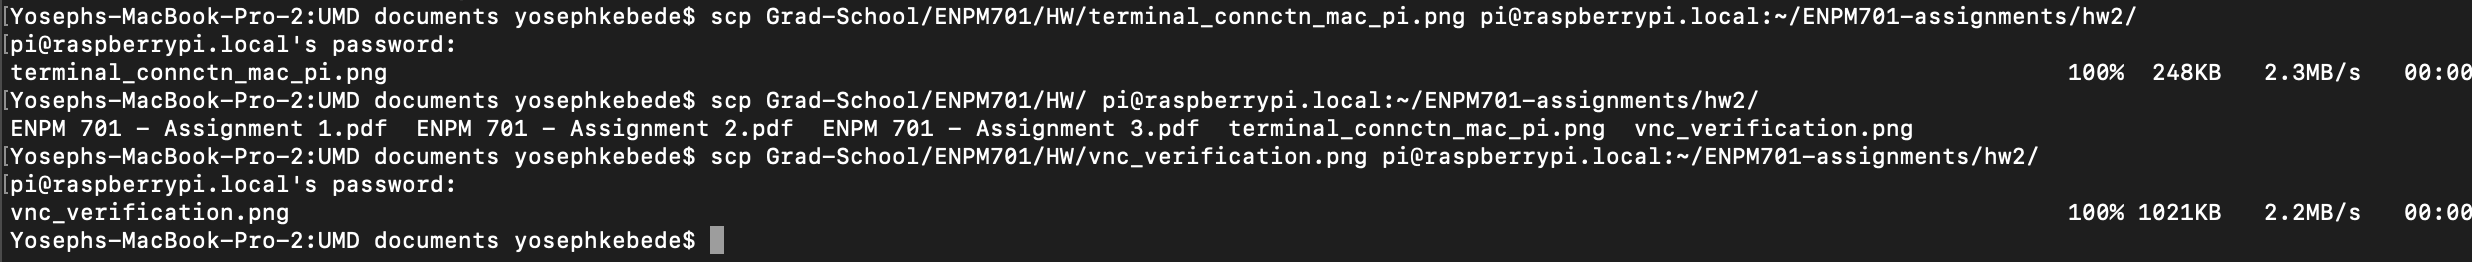 [Yosephs-MacBook-Pro-2:UMD documents yosephkebede$ scp Grad-School/ENPM701/HW/terminal_connctn_mac_pi.png pi@raspberrypi.local:~/ENPM701-assignments/hw2/
[pi@raspberrypi.local's password:
terminal_connctn_mac_pi.png 100% 248KB 2.3MB/s 00:00
[Yosephs-MacBook-Pro-2:UMD documents yosephkebede$ scp Grad-School/ENPM701/HW/ pi@raspberrypi.local:~/ENPM701-assignments/hw2/
ENPM 701 - Assignment 1.pdf ENPM 701 - Assignment 2.pdf ENPM 701 - Assignment 3.pdf terminal_connctn_mac_pi.png vnc_verification.png
[Yosephs-MacBook-Pro-2:UMD documents yosephkebede$ scp Grad-School/ENPM701/HW/vnc_verification.png pi@raspberrypi.local:~/ENPM701-assignments/hw2/
[pi@raspberrypi.local's password:
vnc_verification.png 100% 1021KB 2.2MB/s 00:00
Yosephs-MacBook-Pro-2:UMD documents yosephkebede$